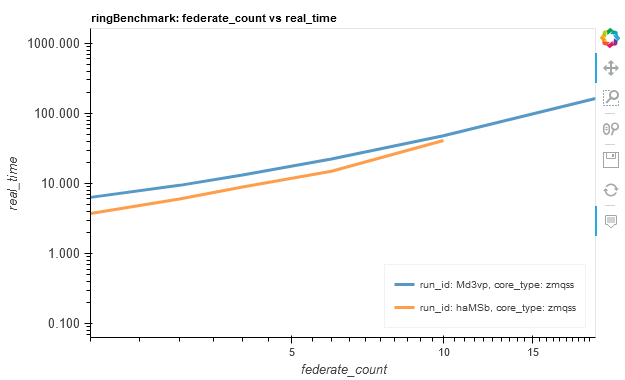 ringBenchmark: federate_count vs real_time
1000.000
100.000
10.000
1.000
0.100
real_time
5
10
15
federate_count
run_id: Md3vp, core_type: zmqss
run_id: haMSb, core_type: zmqss